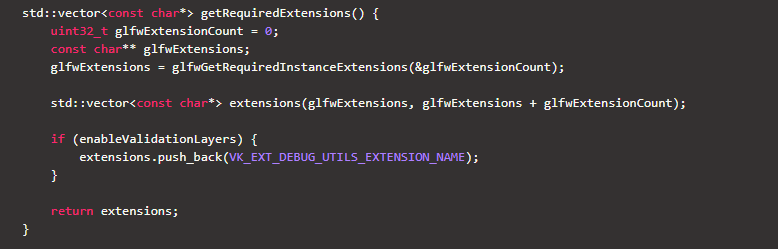 std::vector<const char*> getRequiredExtensions() {
    uint32_t glfwExtensionCount = 0;
    const char** glfwExtensions;
    glfwExtensions = glfwGetRequiredInstanceExtensions(&glfwExtensionCount);

    std::vector<const char*> extensions(glfwExtensions, glfwExtensions + glfwExtensionCount);

    if (enableValidationLayers) {
        extensions.push_back(VK_EXT_DEBUG_UTILS_EXTENSION_NAME);
    }

    return extensions;
}